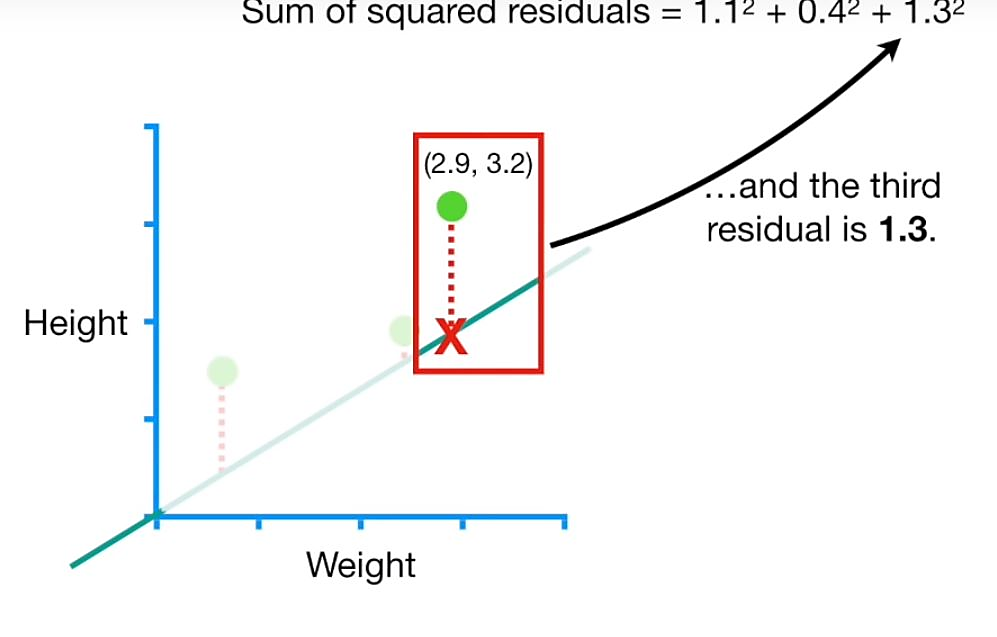 Sum of squared residuals = 1.1² + 0.4² + 1.3²
(2.9, 3.2)
…and the third
residual is 1.3.
Height
X
Weight